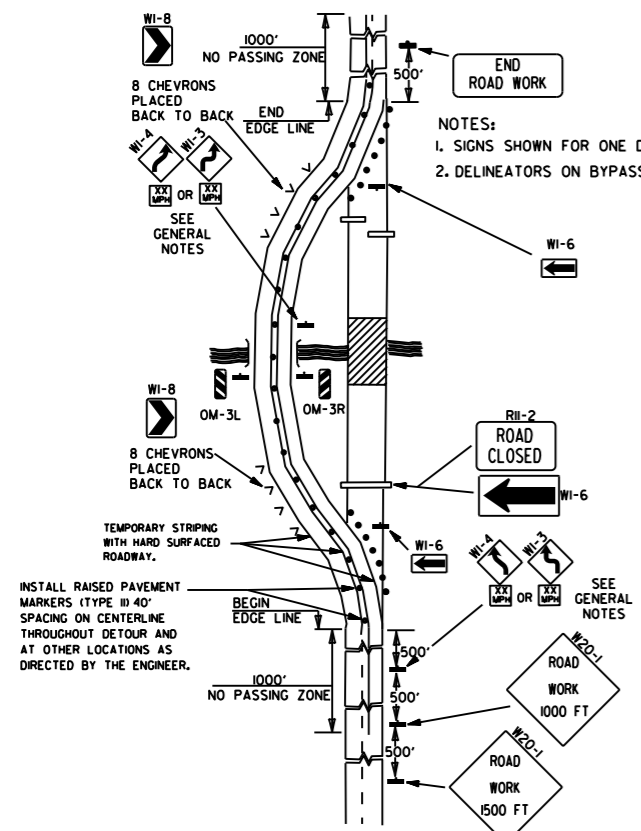 W1-8
1000'
NO PASSING ZONE
500'
END
ROAD WORK
8 CHEVRONS
PLACED
BACK TO BACK
END
EDGE LINE
NOTES:
1. SIGNS SHOWN FOR ONE D
2. DELINEATORS ON BYPASS
W1-4
W1-3
XX
MPH
OR
XX
MPH
SEE
GENERAL
NOTES
W1-6
W1-8
OM-3L
OM-3R
R11-2
ROAD
CLOSED
W1-6
8 CHEVRONS
PLACED
BACK TO BACK
TEMPORARY STRIPING
WITH HARD SURFACED
ROADWAY.
W1-6
W1-4
W1-3
XX
MPH
OR
XX
MPH
SEE
GENERAL
NOTES
INSTALL RAISED PAVEMENT
MARKERS (TYPE II) 40'
SPACING ON CENTERLINE
THROUGHOUT DETOUR AND
AT OTHER LOCATIONS AS
DIRECTED BY THE ENGINEER.
BEGIN
EDGE LINE
500'
1000'
NO PASSING ZONE
500'
W20-1
ROAD
WORK
1000 FT
500'
W20-1
ROAD
WORK
1500 FT